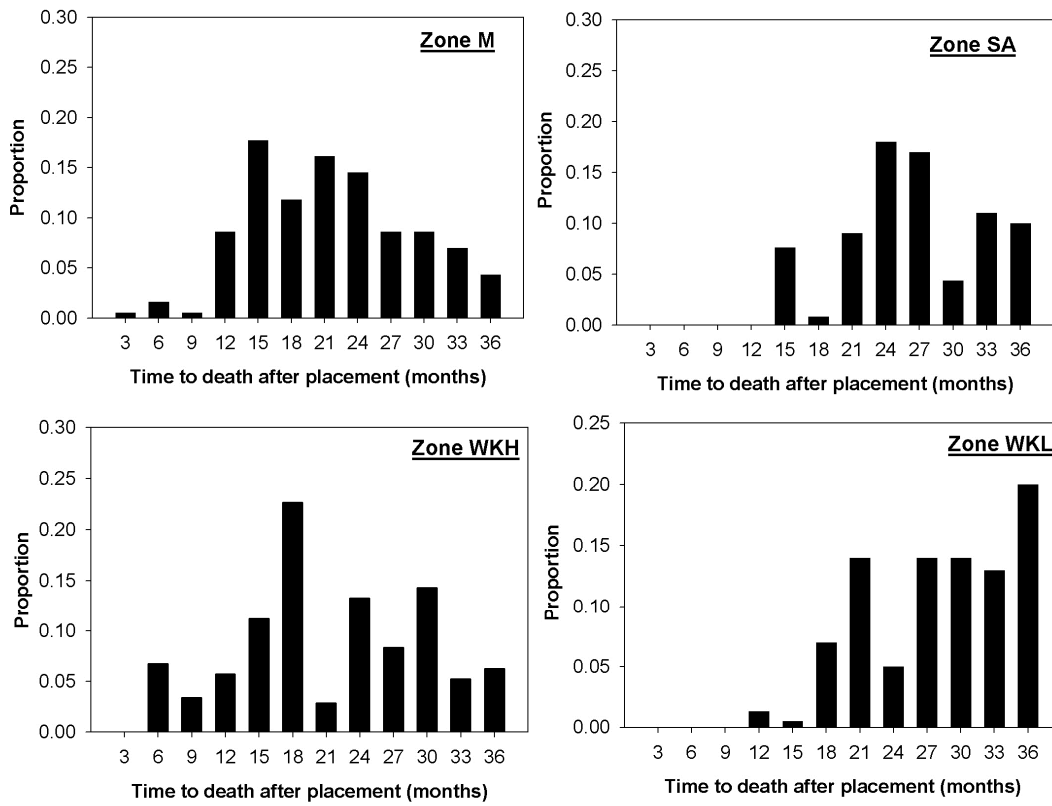 Zone M
Proportion
0.30
0.25
0.20
0.15
0.10
0.05
0.00
3 6 9 12 15 18 21 24 27 30 33 36
Time to death after placement (months)
Zone SA
Proportion
0.30
0.25
0.20
0.15
0.10
0.05
0.00
3 6 9 12 15 18 21 24 27 30 33 36
Time to death after placement (months)
Zone WKH
Proportion
0.30
0.25
0.20
0.15
0.10
0.05
0.00
3 6 9 12 15 18 21 24 27 30 33 36
Time to death after placement (months)
Zone WKL
Proportion
0.25
0.20
0.15
0.10
0.05
0.00
3 6 9 12 15 18 21 24 27 30 33 36
Time to death after placement (months)